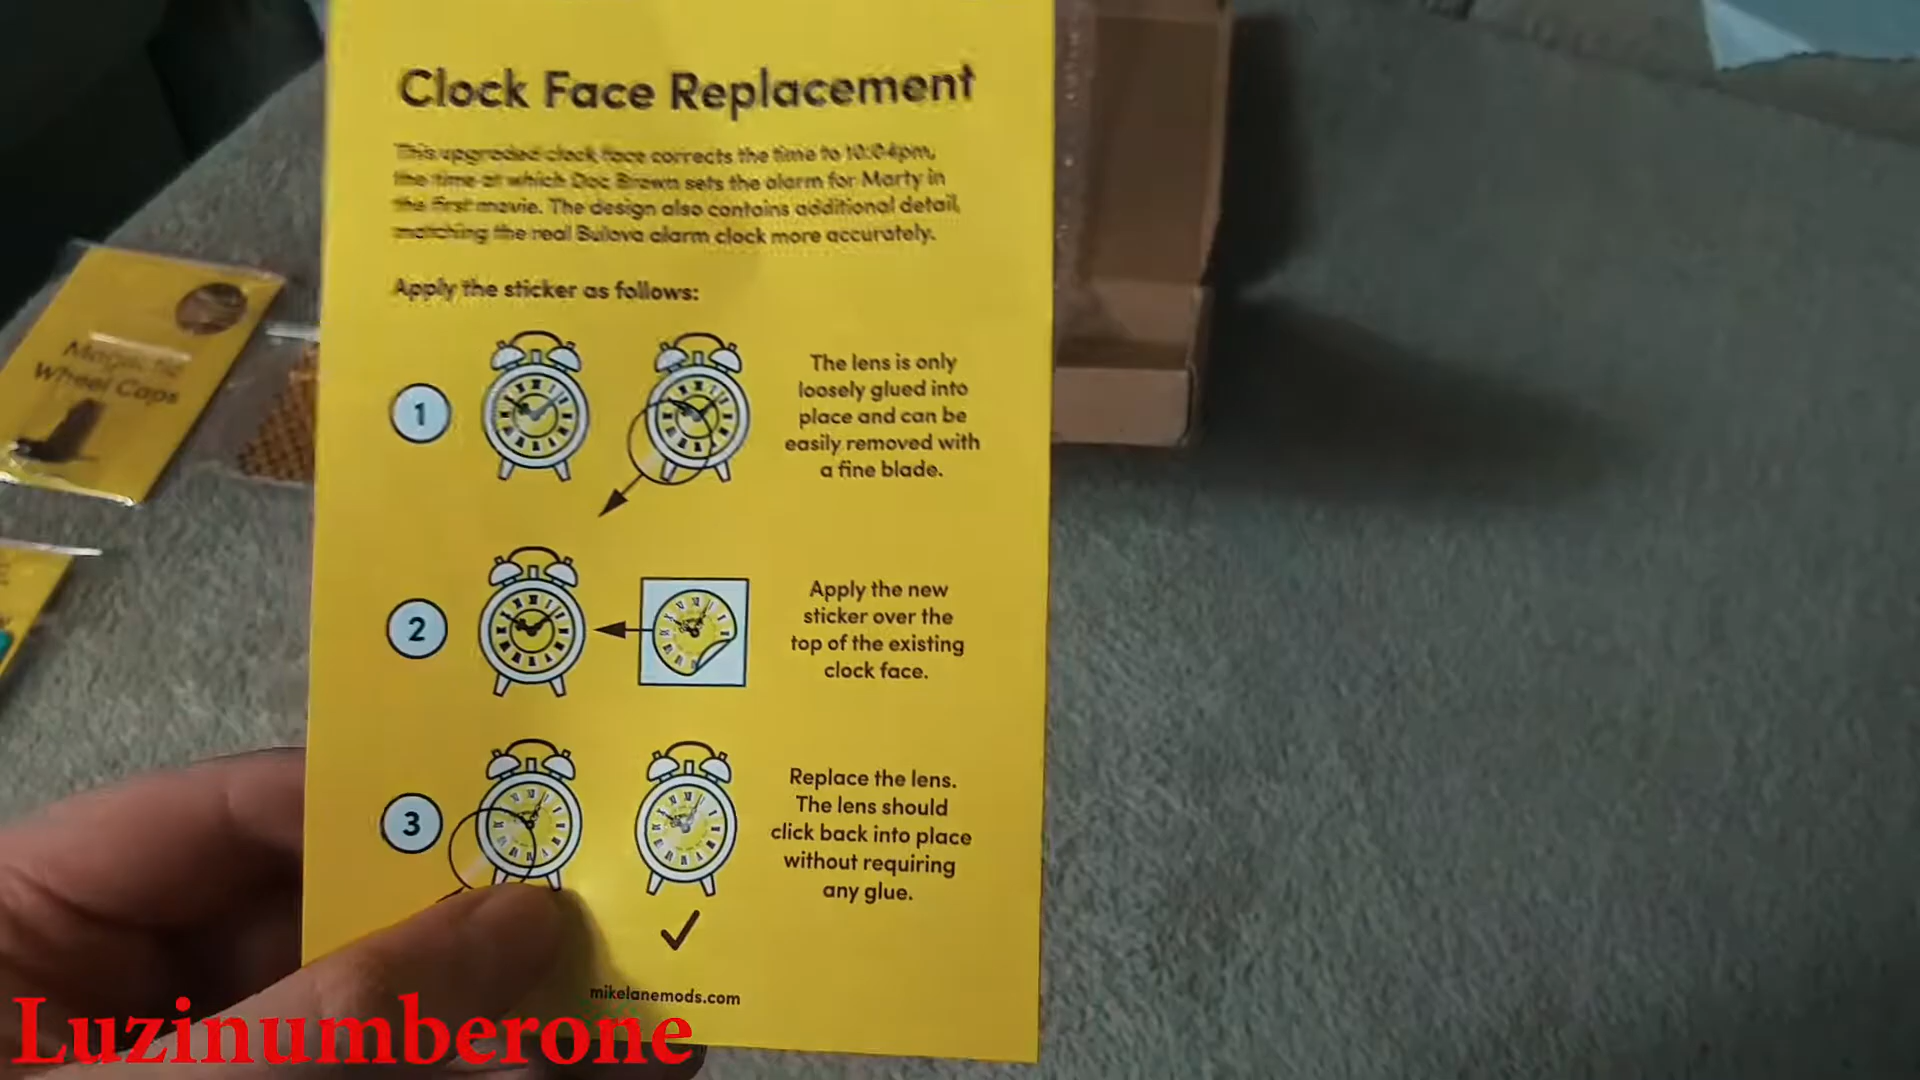 Clock Face Replacement
This upgraded clock face corrects the time to 10:04pm,
the time at which Doc Brown sets the alarm for Marty in
the first movie. The design also contains additional detail,
matching the real Bulova alarm clock more accurately.
Apply the sticker as follows:
1
The lens is only
loosely glued into
place and can be
easily removed with
a fine blade.
2
Apply the new
sticker over the
top of the existing
clock face.
3
Replace the lens.
The lens should
click back into place
without requiring
any glue.
mikelanemods.com
Magnetic
Wheel Caps
Luzinumberone